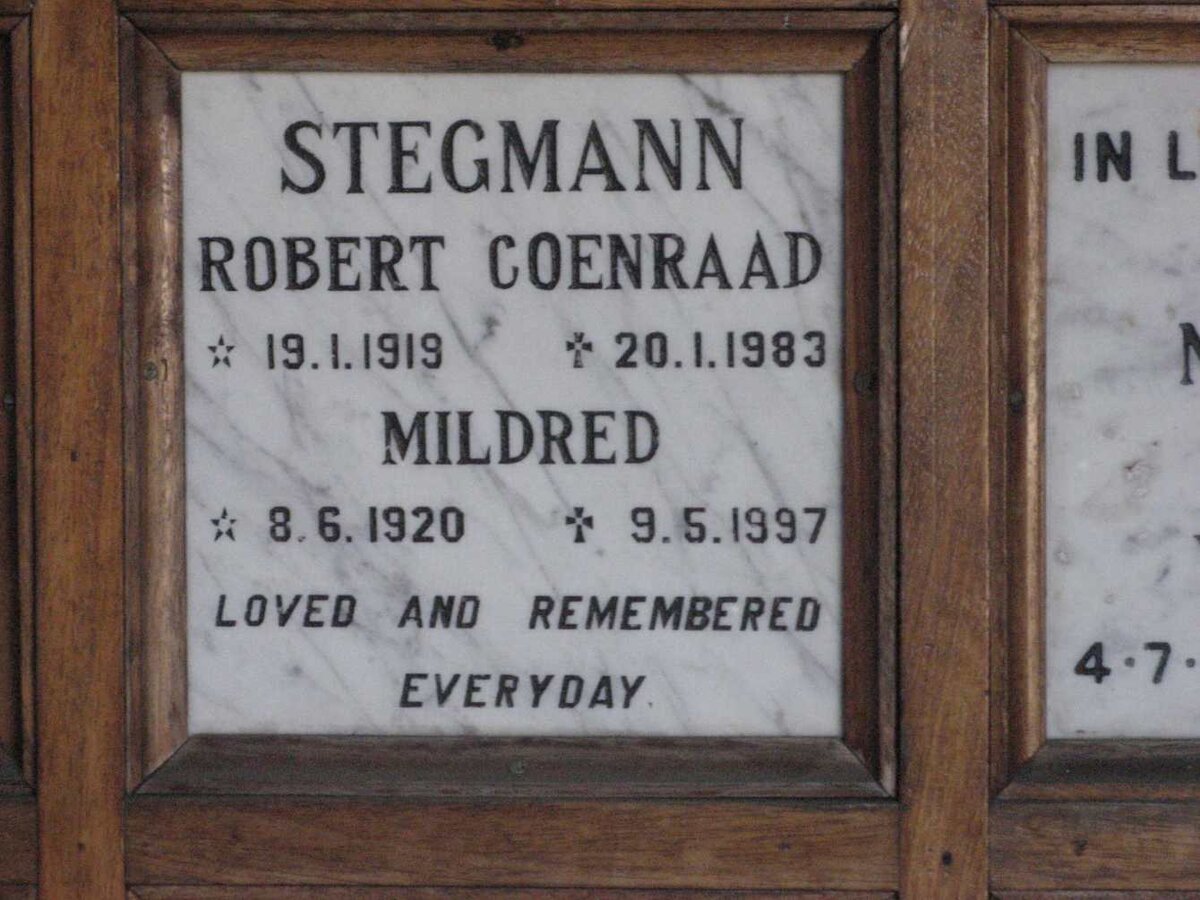 STEGMANN
ROBERT COENRAAD
☆ 19.1.1919 ✝ 20.1.1983
MILDRED
☆ 8.6.1920 ✝ 9.5.1997
LOVED AND REMEMBERED
EVERYDAY.
IN
4·7·